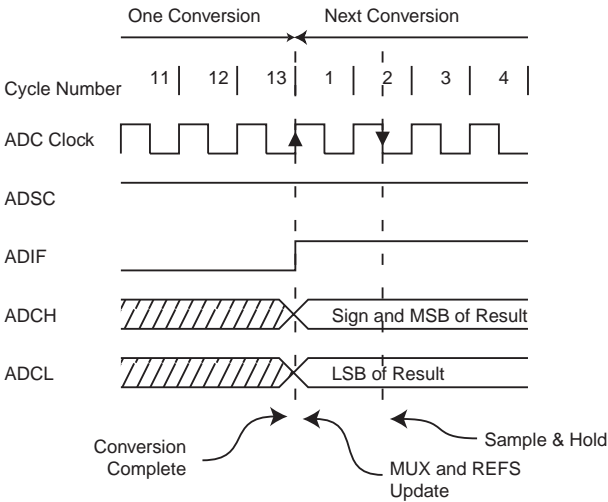 One Conversion Next Conversion
Cycle Number 11 12 13 1 2 3 4
ADC Clock
ADSC
ADIF
ADCH Sign and MSB of Result
ADCL LSB of Result
Conversion
Complete
MUX and REFS
Update
Sample & Hold